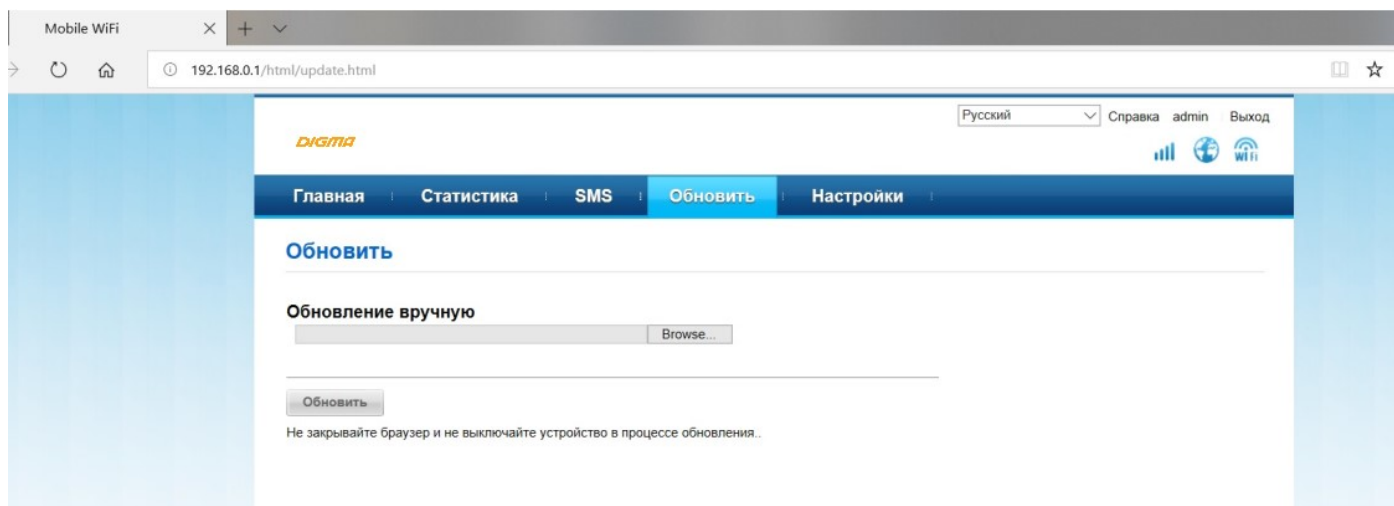 Mobile WiFi
192.168.0.1/html/update.html
Русский Справка admin Выход
DIGMA
WiFi
Главная Статистика SMS Обновить Настройки
Обновить
Обновление вручную
Browse...
Обновить
Не закрывайте браузер и не выключайте устройство в процессе обновления..